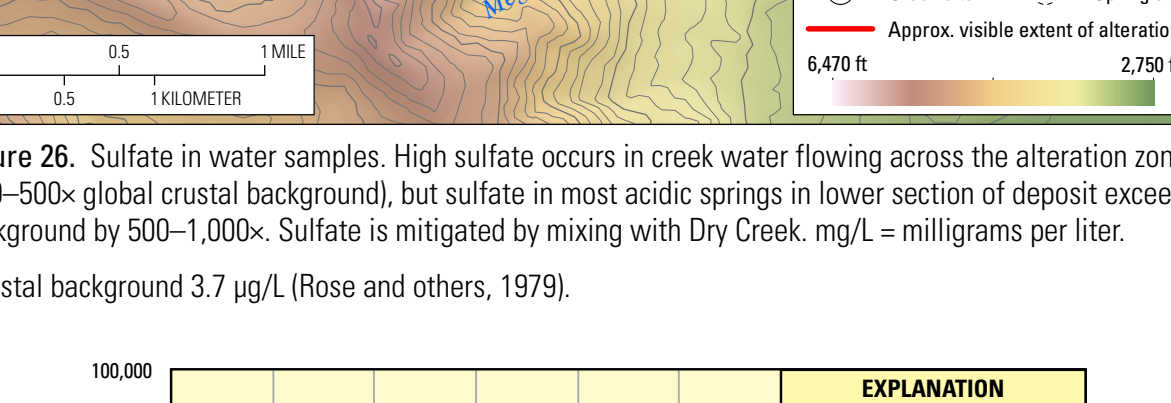 Approx. visible extent of alteratio
0.5 1 MILE
6,470 ft 2,750
0.5 1 KILOMETER
ure 26. Sulfate in water samples. High sulfate occurs in creek water flowing across the alteration zon
–500× global crustal background), but sulfate in most acidic springs in lower section of deposit excee
kground by 500–1,000×. Sulfate is mitigated by mixing with Dry Creek. mg/L = milligrams per liter.
stal background 3.7 µg/L (Rose and others, 1979).
100,000
EXPLANATION